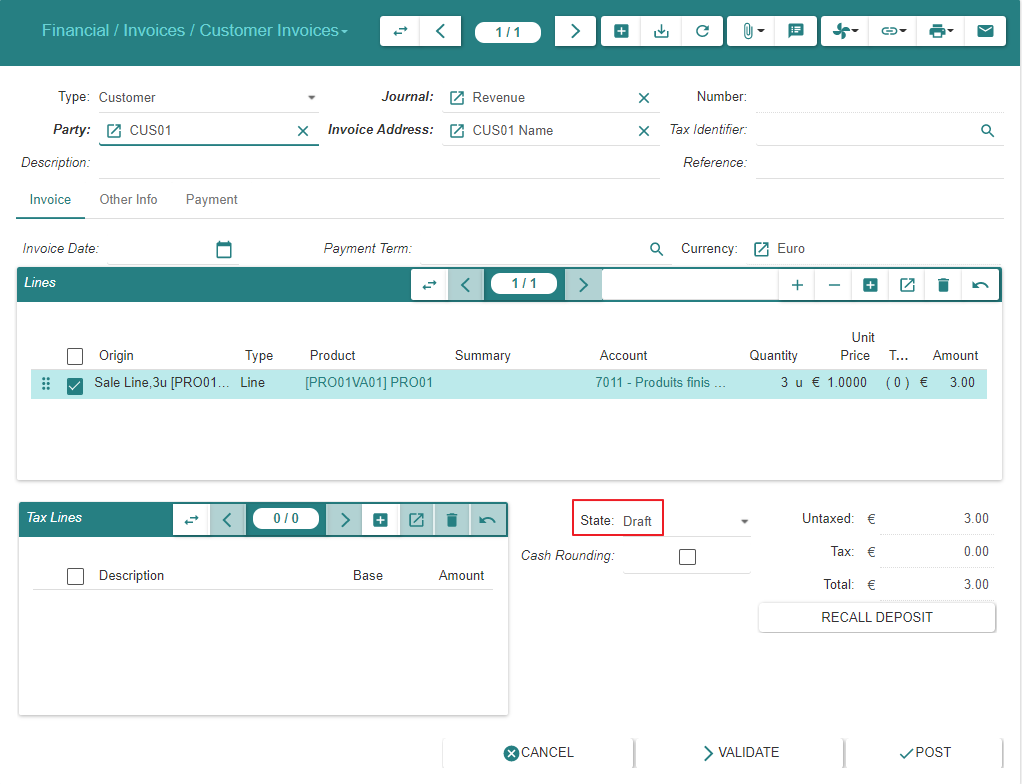 Financial / Invoices / Customer Invoices
1 / 1
Type: Customer Journal: Revenue Number:
Party: CUS01 Invoice Address: CUS01 Name Tax Identifier:
Description: Reference:
Invoice Other Info Payment
Invoice Date: Payment Term: Currency: Euro
Lines 1 / 1
Unit
Origin Type Product Summary Account Quantity Price T... Amount
Sale Line,3u [PRO01... Line [PRO01VA01] PRO01 7011 - Produits finis ... 3 u € 1.0000 ( 0 ) € 3.00
Tax Lines 0 / 0
State: Draft Untaxed: € 3.00
Cash Rounding: Tax: € 0.00
Description Base Amount Total: € 3.00
RECALL DEPOSIT
CANCEL VALIDATE POST